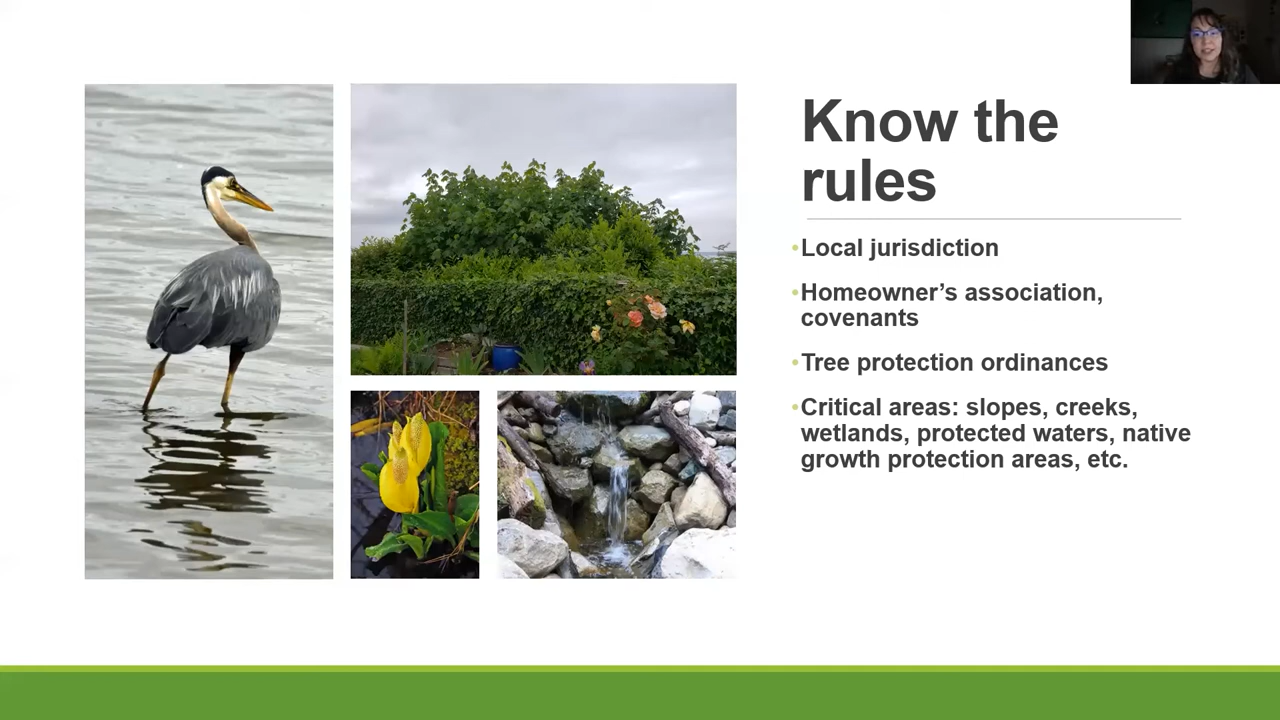 Know the
rules
•Local jurisdiction
•Homeowner’s association,
covenants
•Tree protection ordinances
•Critical areas: slopes, creeks,
wetlands, protected waters, native
growth protection areas, etc.